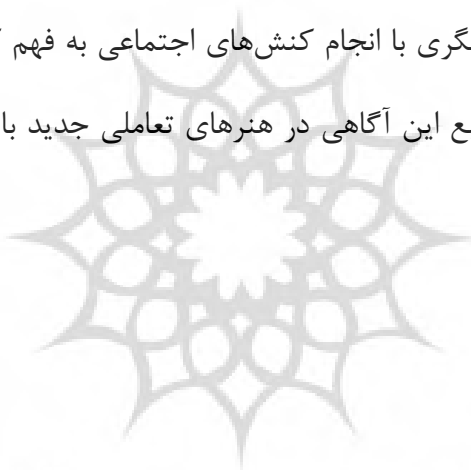 گری با انجام کنش‌های اجتماعی به فهم
ع این آگاهی در هنرهای تعاملی جدید با